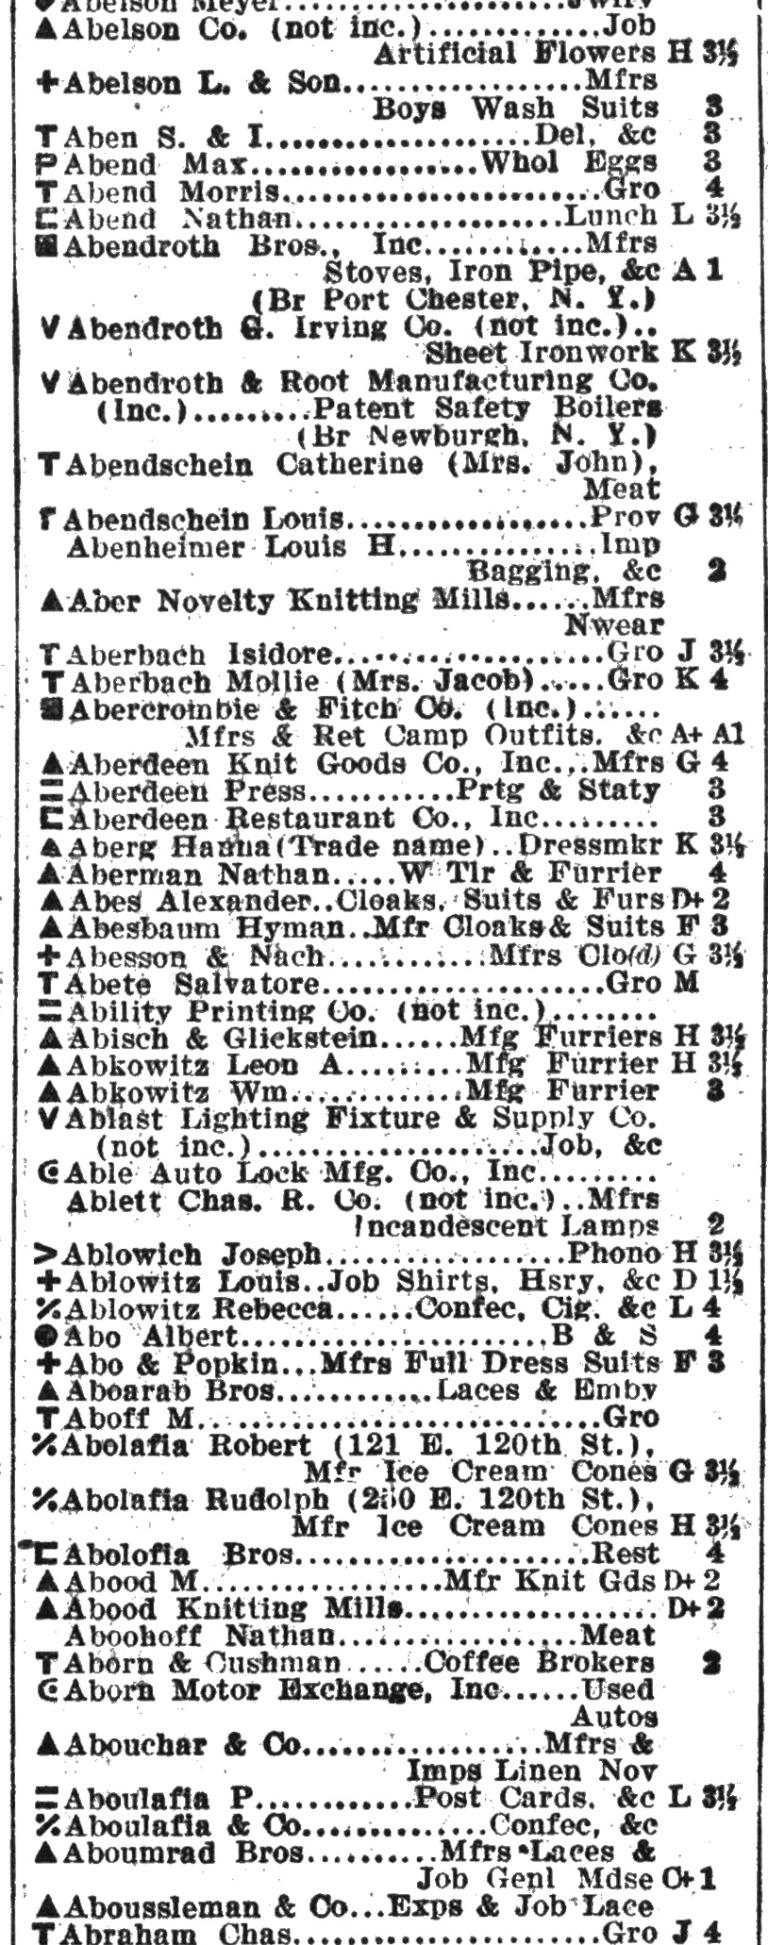 Abelson Meyer
▲Abelson Co. (not inc.).............Job
Artificial Flowers H 3½
+Abelson L. & Son..................Mfrs
Boys Wash Suits 3
TAben S. & I....................Del, &c 3
PAbend Max.................Whol Eggs 3
TAbend Morris........................Gro 4
⊏Abend Nathan....................Lunch L 3½
▣Abendroth Bros., Inc............Mfrs
Stoves, Iron Pipe, &c A 1
(Br Port Chester, N. Y.)
VAbendroth G. Irving Co. (not inc.)..
Sheet Ironwork K 3½
VAbendroth & Root Manufacturing Co.
(Inc.).........Patent Safety Boilers
(Br Newburgh, N. Y.)
TAbendschein Catherine (Mrs. John),
Meat
TAbendschein Louis..................Prov G 3½
Abenheimer Louis H...............Imp
Bagging, &c 2
▲Aber Novelty Knitting Mills......Mfrs
Nwear
TAberbach Isidore.....................Gro J 3½
TAberbach Mollie (Mrs. Jacob).....Gro K 4
▣Abercrombie & Fitch Co. (Inc.)......
Mfrs & Ret Camp Outfits, &c A+ A1
▲Aberdeen Knit Goods Co., Inc...Mfrs G 4
=Aberdeen Press...........Prtg & Staty 3
⊏Aberdeen Restaurant Co., Inc......... 3
▲Aberg Hanna (Trade name)..Dressmkr K 3½
▲Aberman Nathan.....W Tlr & Furrier 4
▲Abes Alexander..Cloaks, Suits & Furs D+ 2
▲Abesbaum Hyman..Mfr Cloaks & Suits F 3
+Abesson & Nach............Mfrs Clo(d) G 3½
TAbete Salvatore.....................Gro M
=Ability Printing Co. (not inc.)........
▲Abisch & Glickstein......Mfg Furriers H 3½
▲Abkowitz Leon A.........Mfg Furrier H 3½
▲Abkowitz Wm.............Mfg Furrier 3
VAblast Lighting Fixture & Supply Co.
(not inc.).....................Job, &c
ⓒAble Auto Lock Mfg. Co., Inc.........
Ablett Chas. R. Co. (not inc.)..Mfrs
Incandescent Lamps 2
>Ablowich Joseph..................Phono H 3½
+Ablowitz Louis..Job Shirts, Hsry, &c D 1½
٪Ablowitz Rebecca......Confec, Cig. &c L 4
●Abo Albert.......................B & S 4
+Abo & Popkin...Mfrs Full Dress Suits F 3
▲Aboarab Bros............Laces & Emby
TAboff M..............................Gro
٪Abolafia Robert (121 E. 120th St.),
Mfr Ice Cream Cones G 3½
٪Abolafia Rudolph (280 E. 120th St.),
Mfr Ice Cream Cones H 3½
⊏Abolofia Bros......................Rest 4
▲Abood M..................Mfr Knit Gds D+ 2
▲Abood Knitting Mills................... D+ 2
Aboohoff Nathan..................Meat
TAborn & Cushman......Coffee Brokers 2
ⓒAborn Motor Exchange, Inc......Used
Autos
▲Abouchar & Co..................Mfrs &
Imps Linen Nov
=Aboulafia P............Post Cards, &c L 3½
٪Aboulafia & Co..............Confec, &c
▲Aboumrad Bros..........Mfrs Laces &
Job Genl Mdse C+ 1
▲Aboussleman & Co...Exps & Job Lace
TAbraham Chas.......................Gro J 4